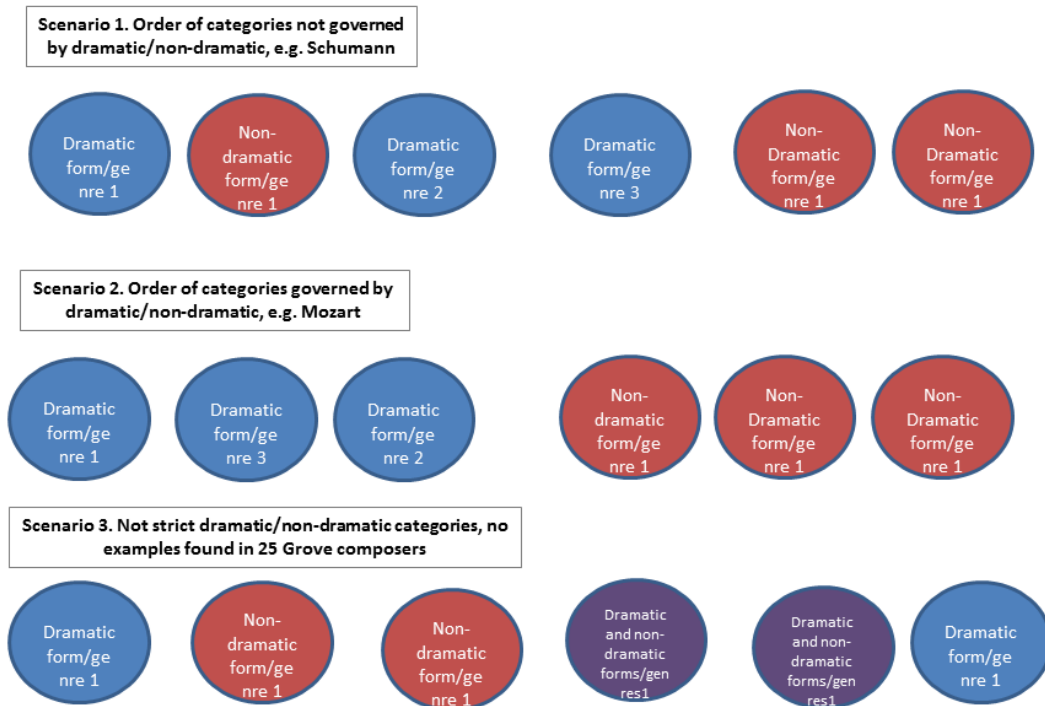 Scenario 1. Order of categories not governed
by dramatic/non-dramatic, e.g. Schumann
Dramatic
form/ge
nre 1
Non-
dramatic
form/ge
nre 1
Dramatic
form/ge
nre 2
Dramatic
form/ge
nre 3
Non-
Dramatic
form/ge
nre 1
Non-
Dramatic
form/ge
nre 1
Scenario 2. Order of categories governed by
dramatic/non-dramatic, e.g. Mozart
Dramatic
form/ge
nre 1
Dramatic
form/ge
nre 3
Dramatic
form/ge
nre 2
Non-
dramatic
form/ge
nre 1
Non-
Dramatic
form/ge
nre 1
Non-
Dramatic
form/ge
nre 1
Scenario 3. Not strict dramatic/non-dramatic categories, no
examples found in 25 Grove composers
Dramatic
form/ge
nre 1
Non-
dramatic
form/ge
nre 1
Non-
dramatic
form/ge
nre 1
Dramatic
and non-
dramatic
forms/gen
res1
Dramatic
and non-
dramatic
forms/gen
res1
Dramatic
form/ge
nre 1